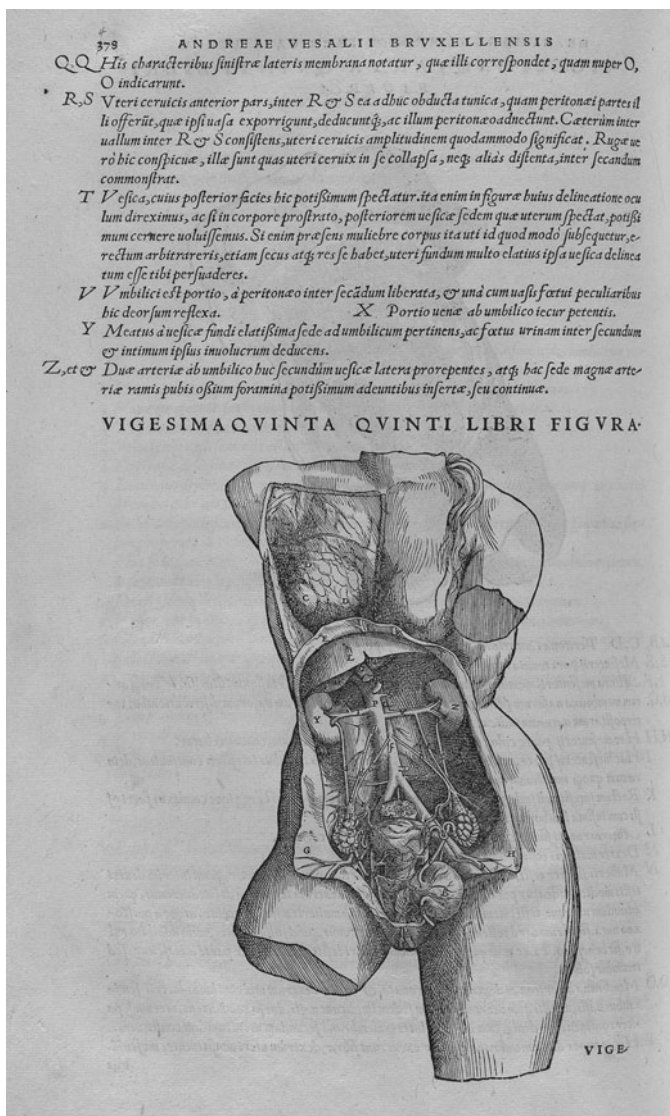 4
378 ANDREAE VESALII BRVXELLENSIS
Q, Q His characteribus sinistræ lateris membrana notatur, quæ illi correspondet, quam nuper O,
O indicarunt.
R, S Vteri ceruicis anterior pars, inter R & S ea adhuc obducta tunica, quam peritonæi partes il
li offerũt, quæ ipsi uasa exporrigunt, deducuntq́;, ac illum peritonæo adnectunt. Cæterùm inter
uallum inter R & S consistens, uteri ceruicis amplitudinem quodammodo significat. Rugæ ue
rò hic conspicuæ, illæ sunt quas uteri ceruix in se collapsa, neq; aliàs distenta, inter secandum
commonstrat.
T Vesica, cuius posterior facies hic potißimum spectatur. ita enim in figuræ huius delineatione ocu
lum direximus, ac si in corpore prostrato, posteriorem uesicæ sedem quæ uterum spectat, potißi
mum cernere uoluissemus. Si enim præsens muliebre corpus ita uti id quod modò subsequetur, e-
rectum arbitrareris, etiam secus atq; res se habet, uteri fundum multo elatius ipsa uesica delinea
tum esse tibi persuaderes.
V Vmbilici est portio, à peritonæo inter secãdum liberata, & unà cum uasis fœtui peculiaribus
hic deorsum reflexa. X Portio uenæ ab umbilico iecur petentis.
Y Meatus à uesicæ fundi elatißima sede ad umbilicum pertinens, ac fœtus urinam inter secundum
& intimum ipsius inuolucrum deducens.
Z, et & Duæ arteriæ ab umbilico huc secundùm uesicæ latera prorepentes, atq; hac sede magnæ arte-
riæ ramis pubis oßium foramina potißimum adeuntibus insertæ, seu continuæ.
VIGESIMAQVINTA QVINTI LIBRI FIGVRA.
C D
E
L
P
Y Z
G H
VIGE-